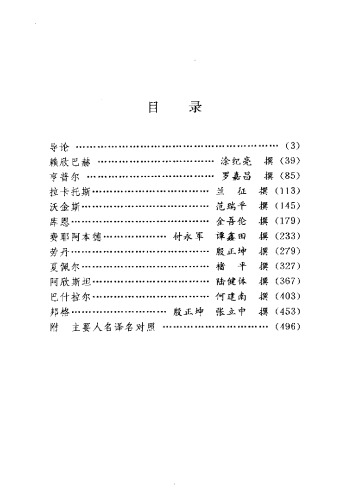 目 录
导论 ……………………………………………… (3)
赖欣巴赫 ………………………… 涂纪亮 撰 (39)
亨普尔 …………………………… 罗嘉昌 撰 (85)
拉卡托斯………………………… 兰 征 撰 (113)
沃金斯…………………………… 范瑞平 撰 (145)
库恩……………………………… 金吾伦 撰 (179)
费耶阿本德…………… 付永军 谭鑫田 撰 (233)
劳丹……………………………… 殷正坤 撰 (279)
夏佩尔…………………………… 褚 平 撰 (327)
阿欣斯坦………………………… 陆健体 撰 (367)
巴什拉尔………………………… 何建南 撰 (403)
邦格…………………… 殷正坤 张立中 撰 (453)
附 主要人名译名对照 ……………………… (496)